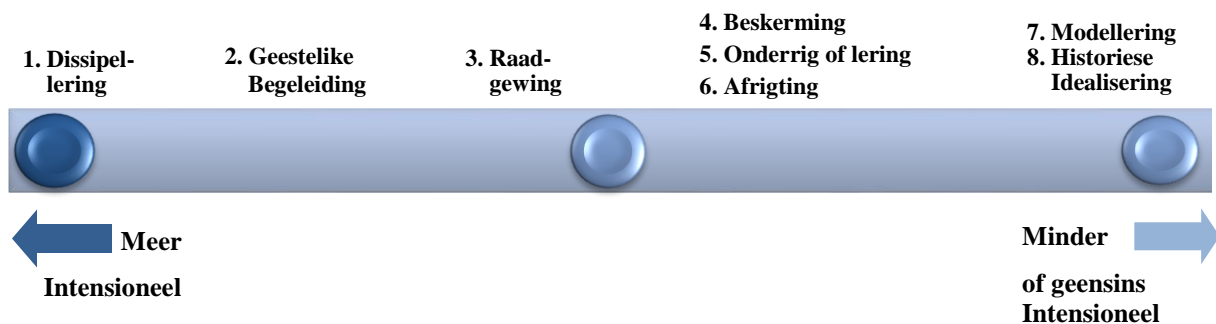 1. Dissipel-
lering
2. Geestelike
Begeleiding
3. Raad-
gewing
4. Beskerming
5. Onderrig of lering
6. Afrigting
7. Modellering
8. Historiese
Idealisering
Meer
Intensioneel
Minder
of geensins
Intensioneel